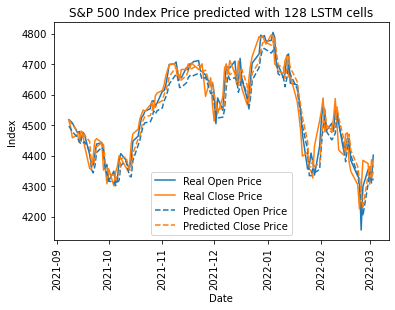 S&P 500 Index Price predicted with 128 LSTM cells
4800
4700
4600
4500
4400
4300
4200
Index
Real Open Price
Real Close Price
Predicted Open Price
Predicted Close Price
2021-09
2021-10
2021-11
2021-12
2022-01
2022-02
2022-03
Date